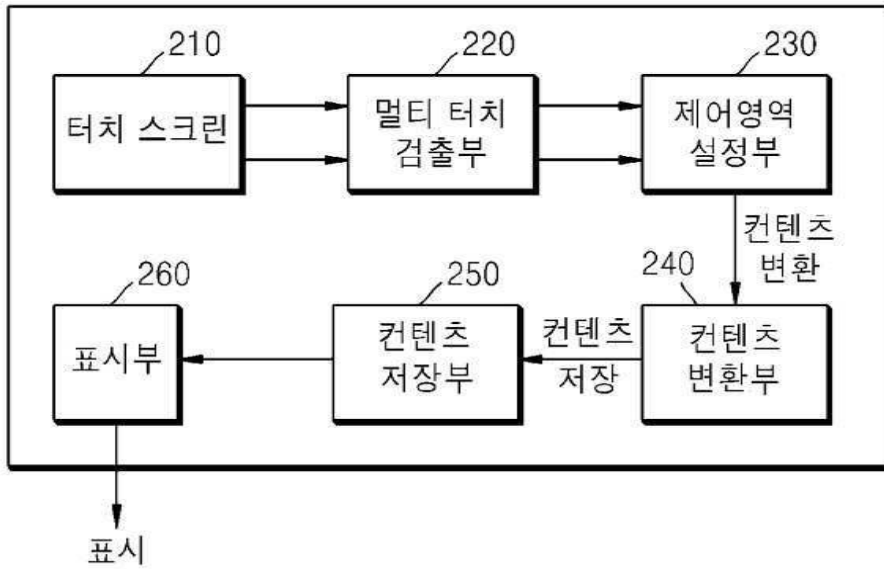 210
220
230
터치 스크린
멀티 터치
검출부
제어영역
설정부
컨텐츠
변환
260
250
240
표시부
컨텐츠
저장부
컨텐츠
저장
컨텐츠
변환부
표시